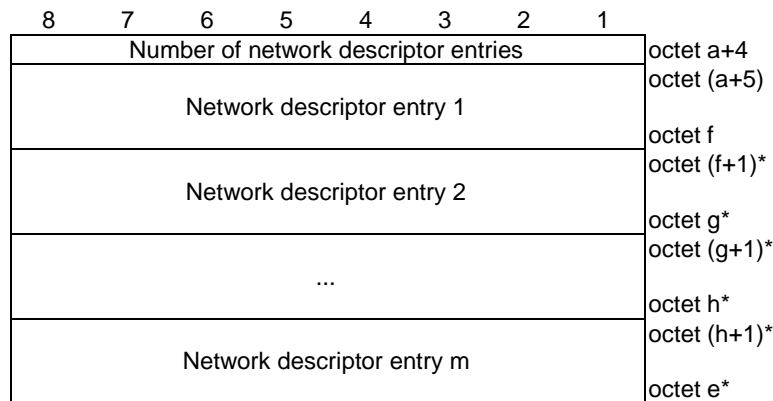 8 7 6 5 4 3 2 1
Number of network descriptor entries octet a+4
octet (a+5)
Network descriptor entry 1
octet f
octet (f+1)*
Network descriptor entry 2
octet g*
octet (g+1)*
...
octet h*
octet (h+1)*
Network descriptor entry m
octet e*